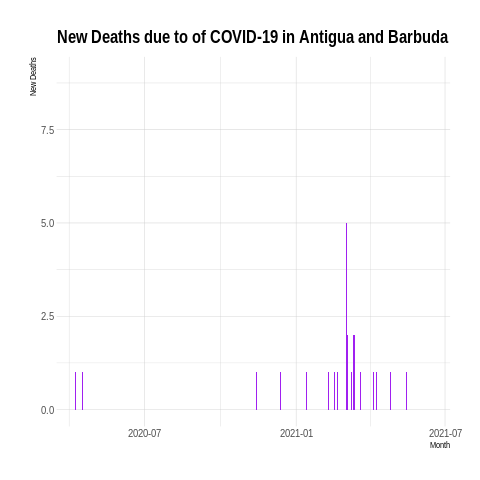 New Deaths due to of COVID-19 in Antigua and Barbuda
New Deaths
7.5
5.0
2.5
0.0
2020-07 2021-01 2021-07
Month